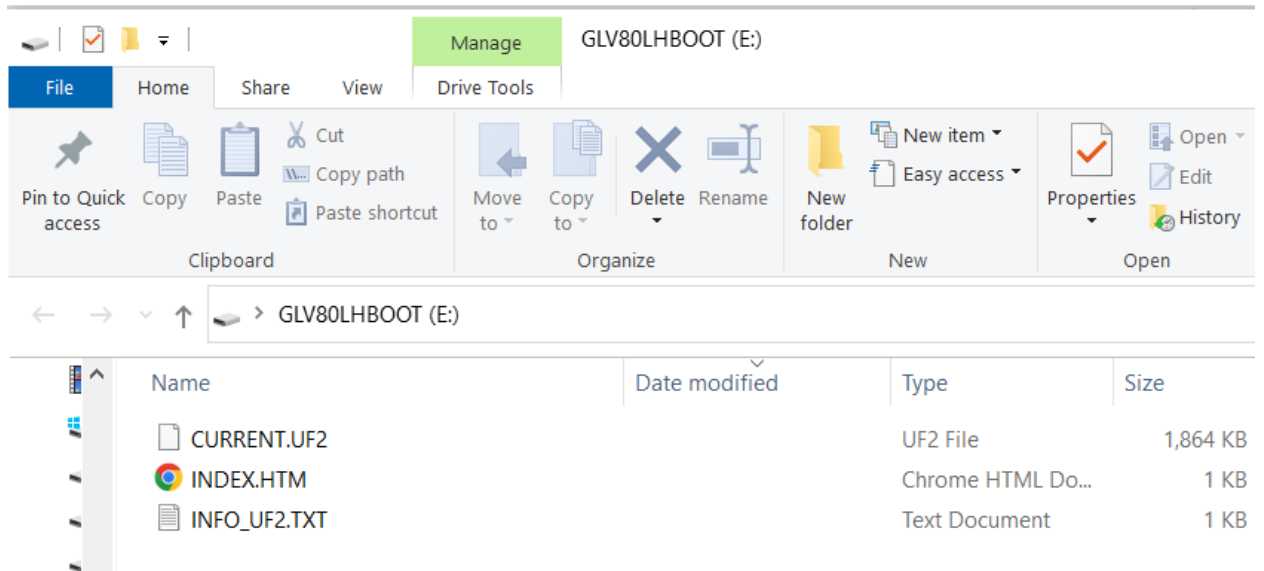 Manage GLV80LHBOOT (E:)
File Home Share View Drive Tools
Pin to Quick access
Copy
Paste
Cut
W... Copy path
Paste shortcut
Clipboard
Move to
Copy to
Delete
Rename
Organize
New folder
New item
Easy access
New
Properties
Open
Edit
History
Open
GLV80LHBOOT (E:)
Name Date modified Type Size
CURRENT.UF2 UF2 File 1,864 KB
INDEX.HTM Chrome HTML Do... 1 KB
INFO_UF2.TXT Text Document 1 KB